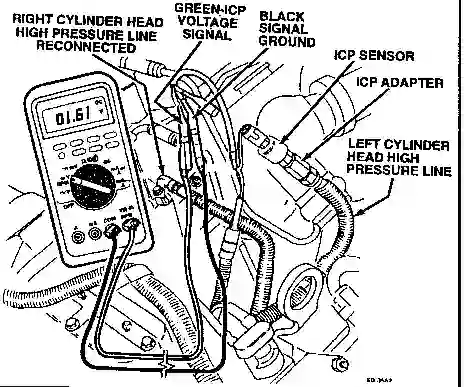 RIGHT CYLINDER HEAD
HIGH PRESSURE LINE
RECONNECTED
GREEN-ICP
VOLTAGE
SIGNAL
BLACK
SIGNAL
GROUND
ICP SENSOR
ICP ADAPTER
LEFT CYLINDER
HEAD HIGH
PRESSURE LINE
01.61